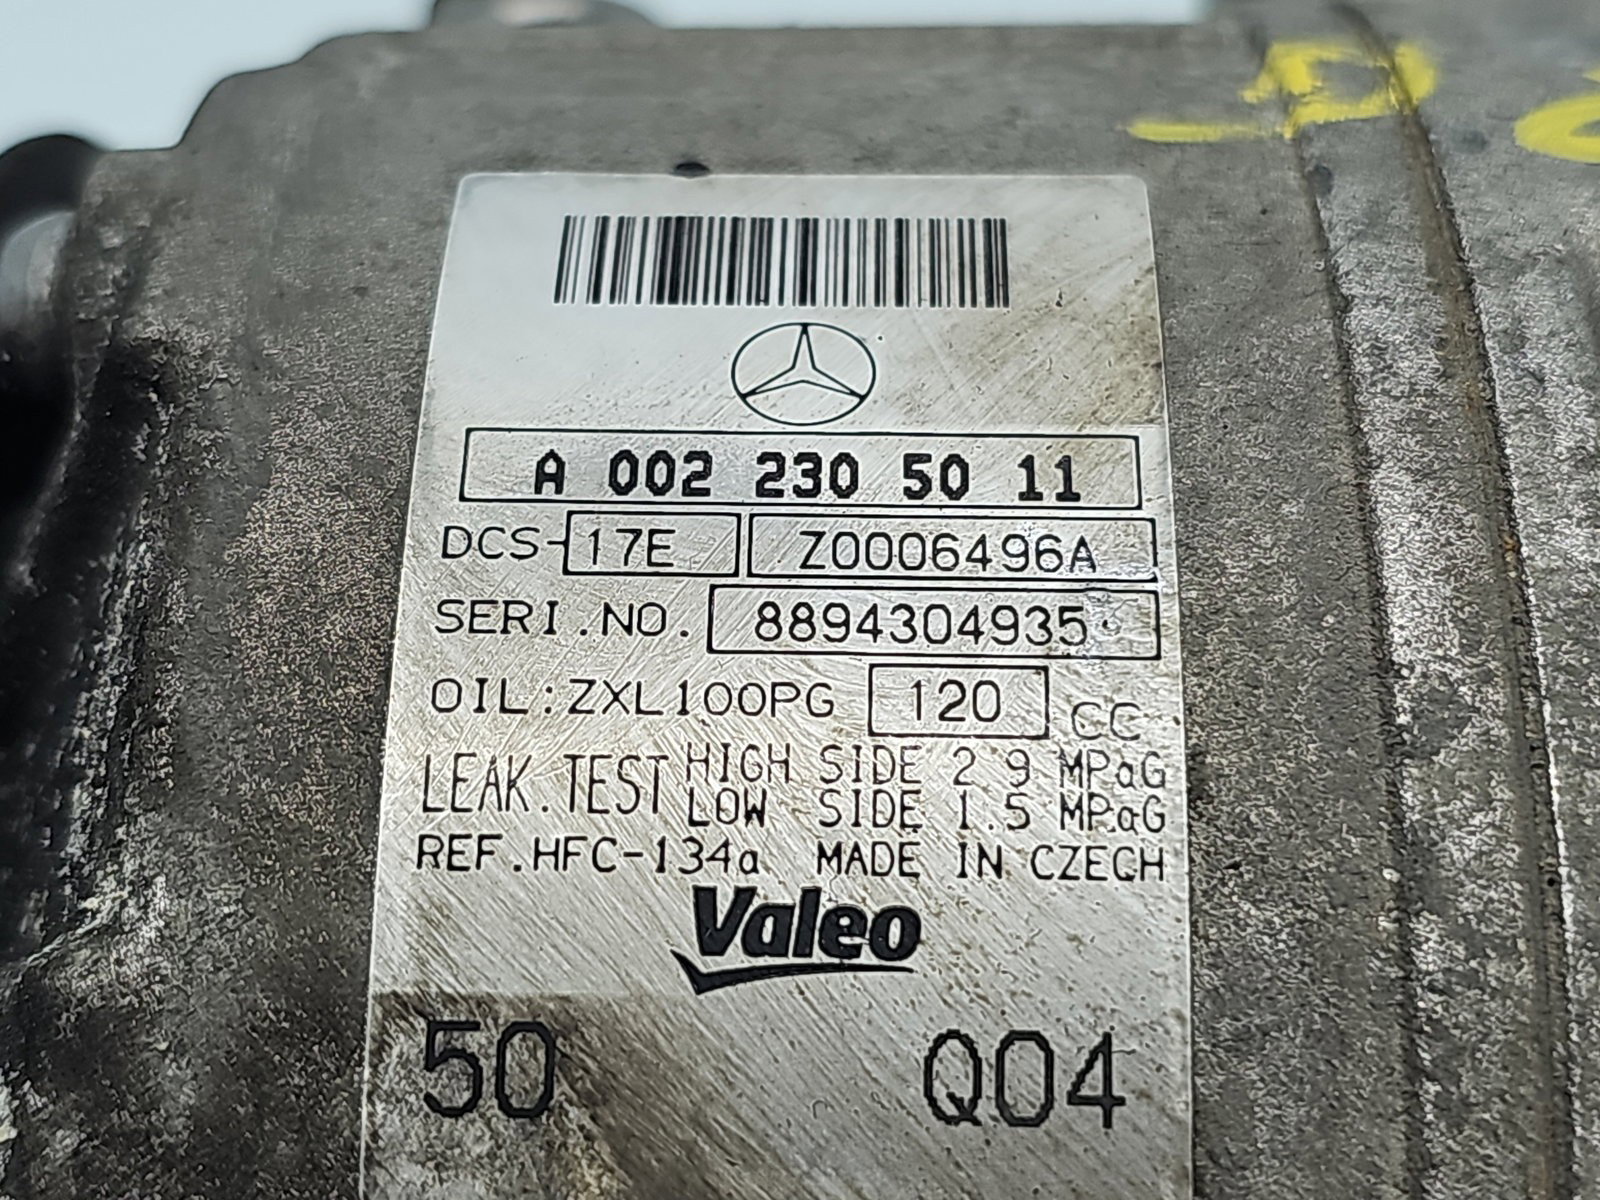 A 002 230 50 11
DCS-17E Z0006496A
SERI.NO. 8894304935
OIL:ZXL100PG 120 CC
LEAK.TEST HIGH SIDE 2.9 MPaG
LOW SIDE 1.5 MPaG
REF.HFC-134a MADE IN CZECH
Valeo
50 Q04